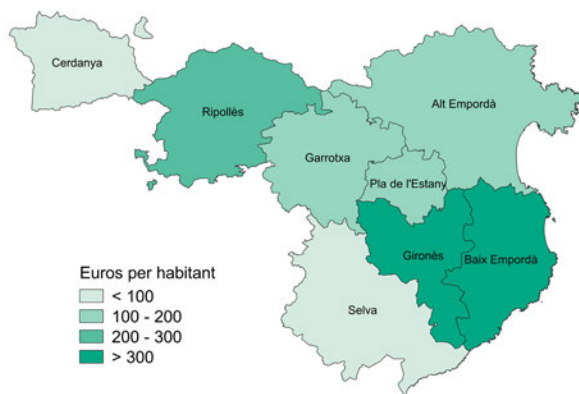 Cerdanya
Ripollès
Alt Empordà
Garrotxa
Pla de l'Estany
Gironès
Baix Empordà
Selva
Euros per habitant
< 100
100 - 200
200 - 300
> 300